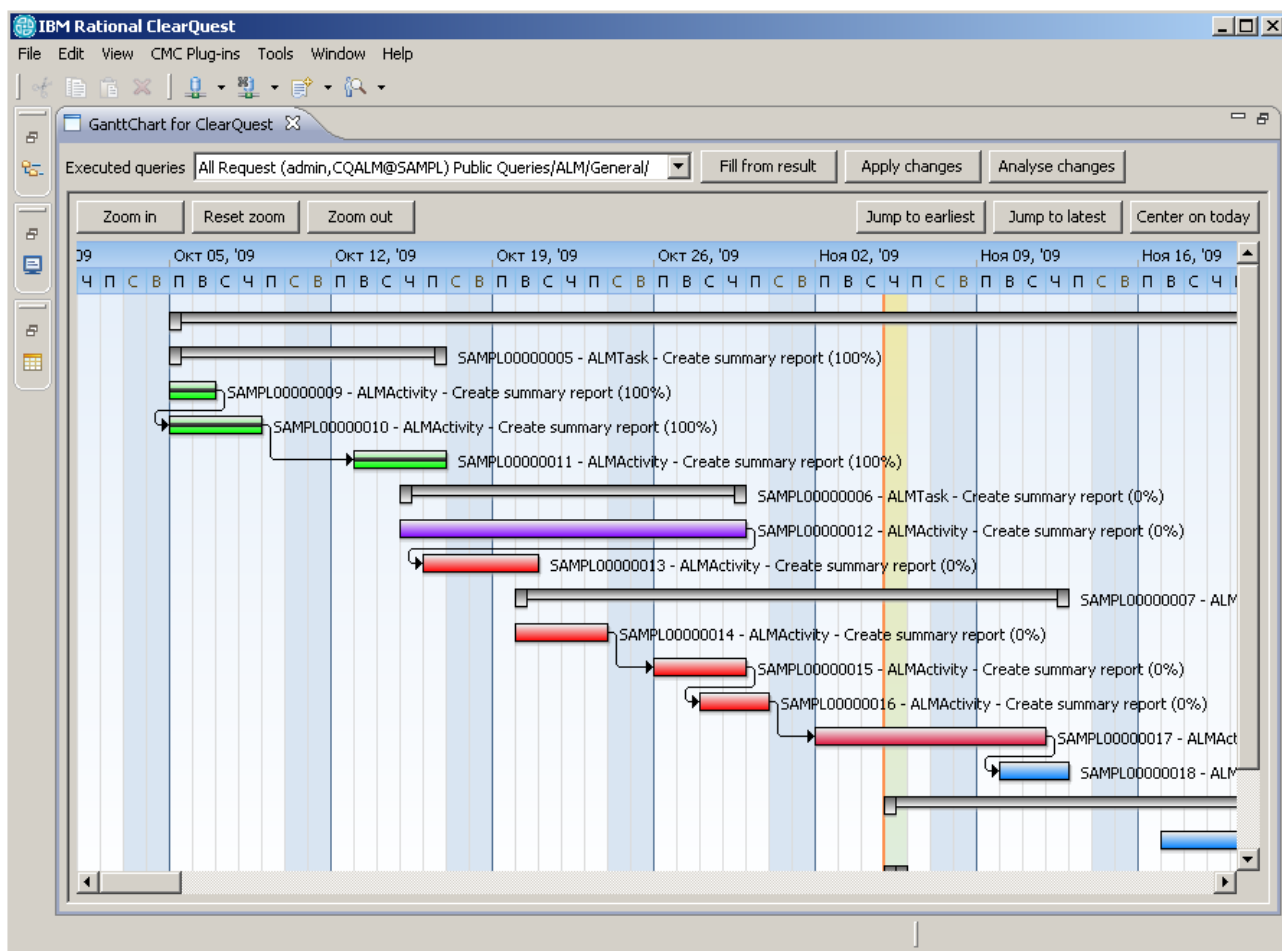 IBM Rational ClearQuest
File Edit View CMC Plug-ins Tools Window Help
GanttChart for ClearQuest
Executed queries All Request (admin,CQALM@SAMPL) Public Queries/ALM/General/ Fill from result Apply changes Analyse changes
Zoom in Reset zoom Zoom out Jump to earliest Jump to latest Center on today
09 Окт 05, '09 Окт 12, '09 Окт 19, '09 Окт 26, '09 Ноя 02, '09 Ноя 09, '09 Ноя 16, '09
Ч П С В П В С Ч П С В П В С Ч П С В П В С Ч П С В П В С Ч П С В П В С Ч П С В П В С Ч П С В П В С Ч
SAMPL00000005 - ALMTask - Create summary report (100%)
SAMPL00000009 - ALMActivity - Create summary report (100%)
SAMPL00000010 - ALMActivity - Create summary report (100%)
SAMPL00000011 - ALMActivity - Create summary report (100%)
SAMPL00000006 - ALMTask - Create summary report (0%)
SAMPL00000012 - ALMActivity - Create summary report (0%)
SAMPL00000013 - ALMActivity - Create summary report (0%)
SAMPL00000007 - ALM
SAMPL00000014 - ALMActivity - Create summary report (0%)
SAMPL00000015 - ALMActivity - Create summary report (0%)
SAMPL00000016 - ALMActivity - Create summary report (0%)
SAMPL00000017 - ALMAct
SAMPL00000018 - ALM